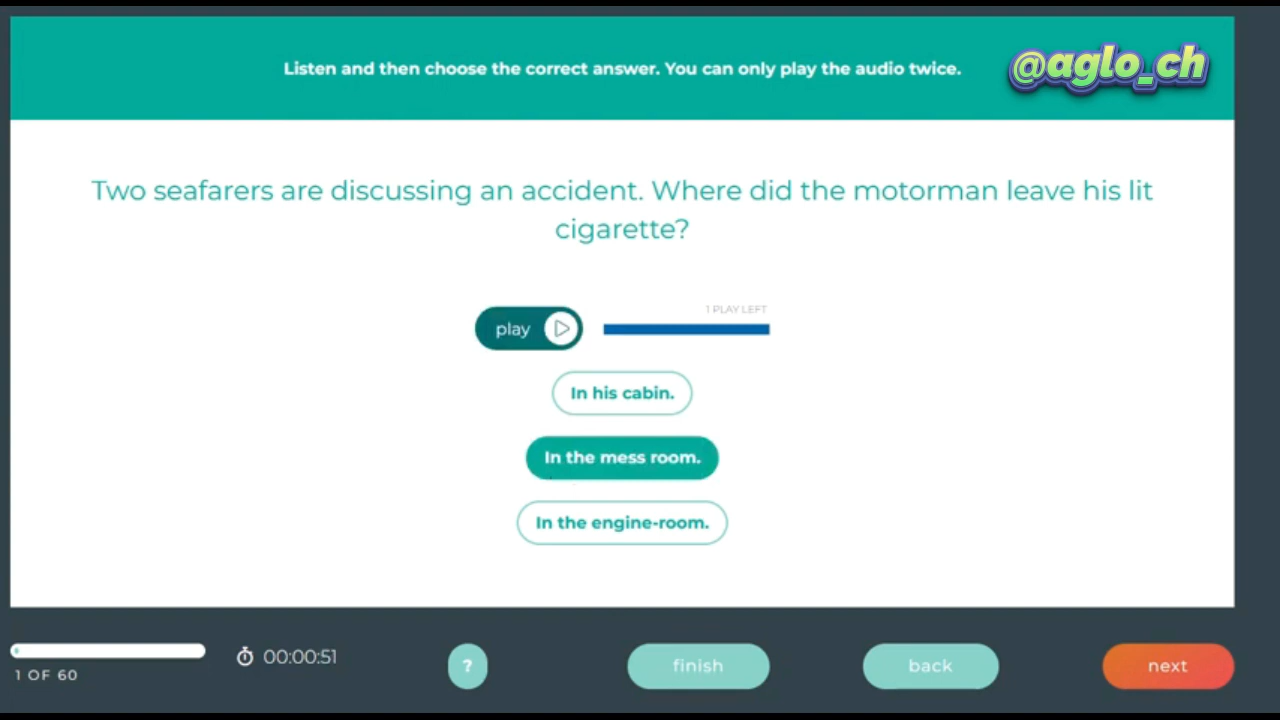 Listen and then choose the correct answer. You can only play the audio twice.
@aglo_ch
Two seafarers are discussing an accident. Where did the motorman leave his lit
cigarette?
1 PLAY LEFT
play
In his cabin.
In the mess room.
In the engine-room.
1 OF 60
00:00:51
?
finish
back
next